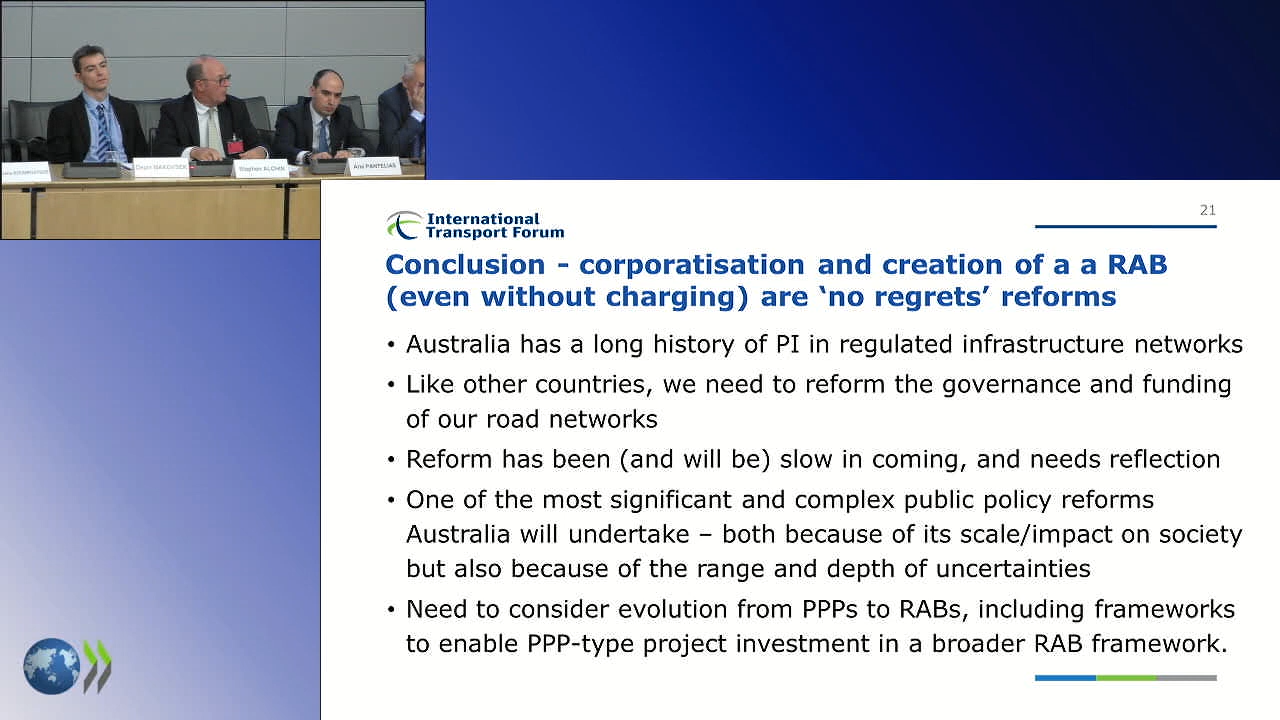 Dejan MAKOVSEK
Stephen ALCHIN
Aris PANTELIAS
International
Transport Forum
21
Conclusion - corporatisation and creation of a a RAB
(even without charging) are ‘no regrets’ reforms
• Australia has a long history of PI in regulated infrastructure networks
• Like other countries, we need to reform the governance and funding
of our road networks
• Reform has been (and will be) slow in coming, and needs reflection
• One of the most significant and complex public policy reforms
Australia will undertake – both because of its scale/impact on society
but also because of the range and depth of uncertainties
• Need to consider evolution from PPPs to RABs, including frameworks
to enable PPP-type project investment in a broader RAB framework.